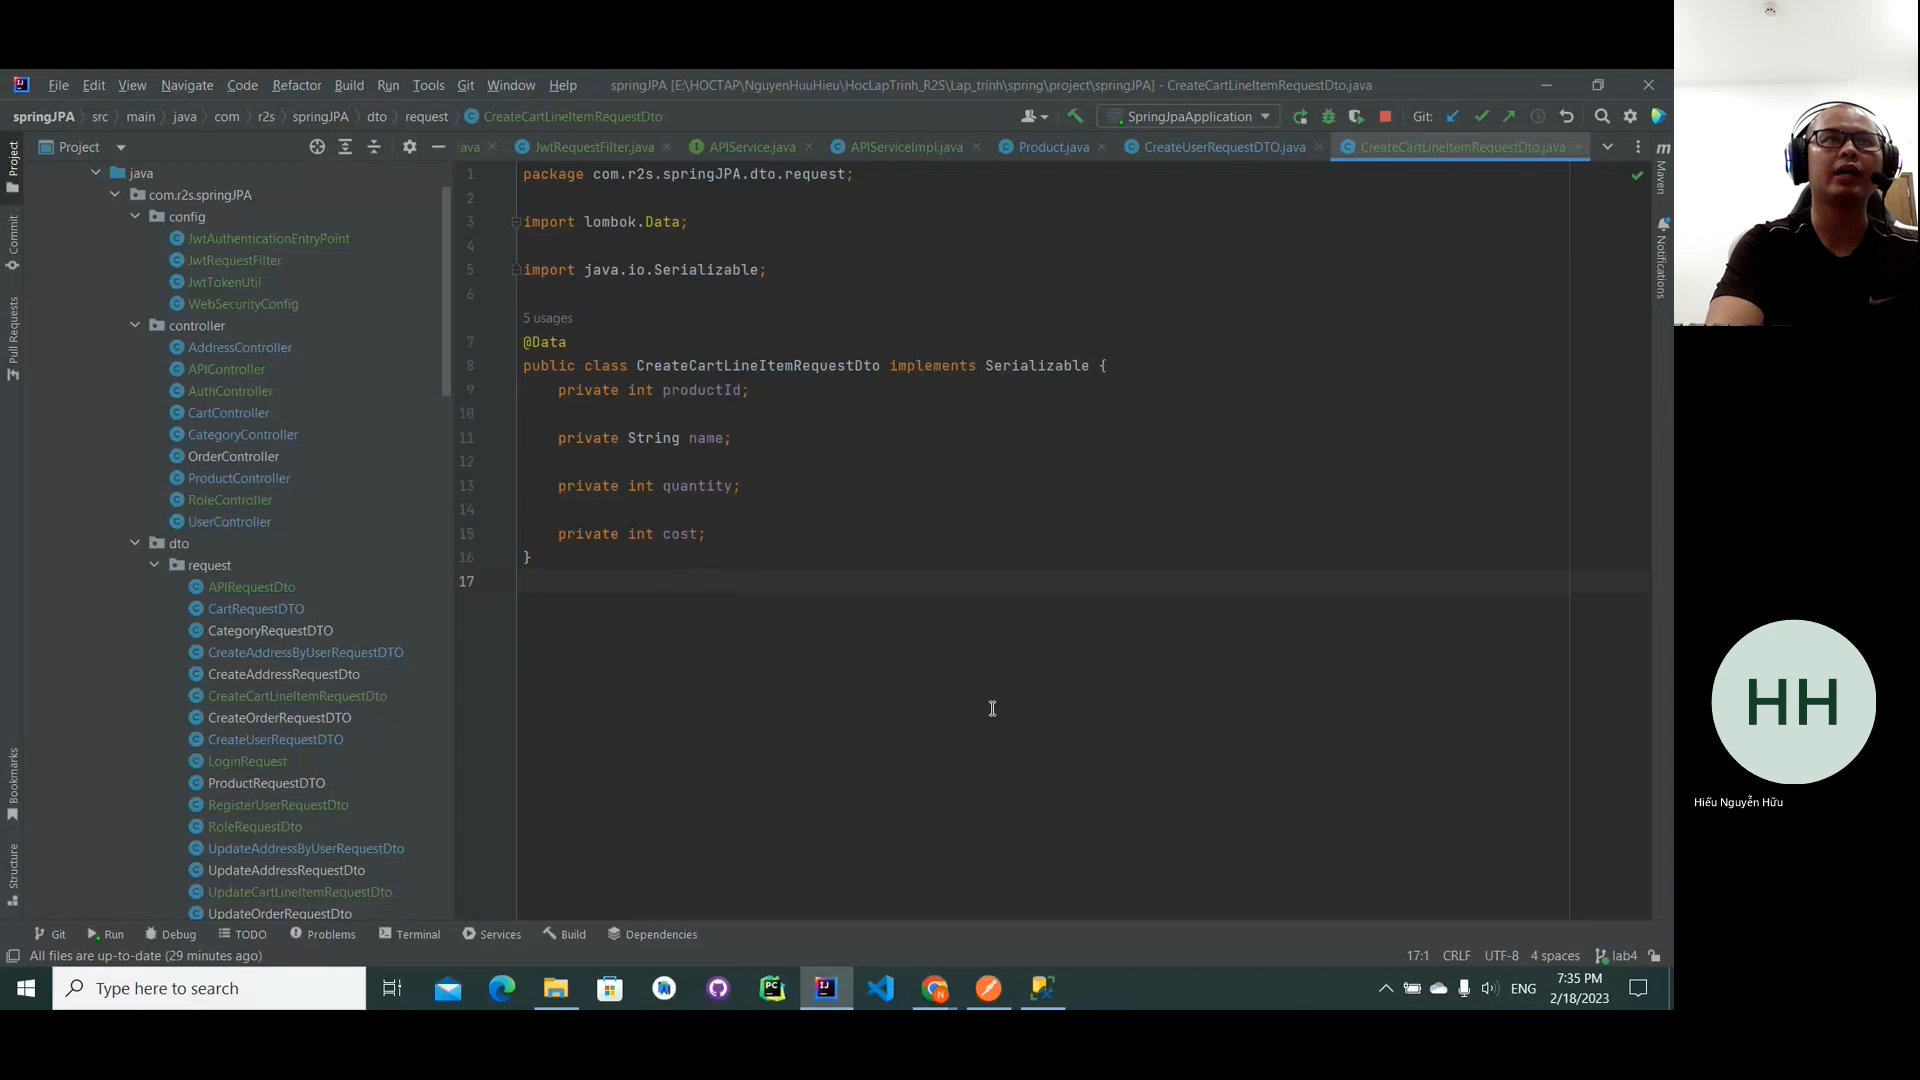 File Edit View Navigate Code Refactor Build Run Tools Git Window Help springJPA [E:\HOCTAP\NguyenHuuHieu\HocLapTrinh_R2S\Lap_trinh\spring\project\springJPA] - CreateCartLineItemRequestDto.java
springJPA src main java com r2s springJPA dto request CreateCartLineItemRequestDto
SpringJpaApplication Git:
Project
ava JwtRequestFilter.java APIService.java APIServiceImpl.java Product.java CreateUserRequestDTO.java CreateCartLineItemRequestDto.java
Project
Commit
Pull Requests
Bookmarks
Structure
java
com.r2s.springJPA
config
JwtAuthenticationEntryPoint
JwtRequestFilter
JwtTokenUtil
WebSecurityConfig
controller
AddressController
APIController
AuthController
CartController
CategoryController
OrderController
ProductController
RoleController
UserController
dto
request
APIRequestDto
CartRequestDTO
CategoryRequestDTO
CreateAddressByUserRequestDTO
CreateAddressRequestDto
CreateCartLineItemRequestDto
CreateOrderRequestDTO
CreateUserRequestDTO
LoginRequest
ProductRequestDTO
RegisterUserRequestDto
RoleRequestDto
UpdateAddressByUserRequestDto
UpdateAddressRequestDto
UpdateCartLineItemRequestDto
UpdateOrderRequestDto
1 package com.r2s.springJPA.dto.request;
2
3 import lombok.Data;
4
5 import java.io.Serializable;
6
5 usages
7 @Data
8 public class CreateCartLineItemRequestDto implements Serializable {
9 private int productId;
10
11 private String name;
12
13 private int quantity;
14
15 private int cost;
16 }
17
Maven
Notifications
Git Run Debug TODO Problems Terminal Services Build Dependencies
All files are up-to-date (29 minutes ago) 17:1 CRLF UTF-8 4 spaces lab4
Type here to search
ENG
7:35 PM
2/18/2023
HH
Hiếu Nguyễn Hữu